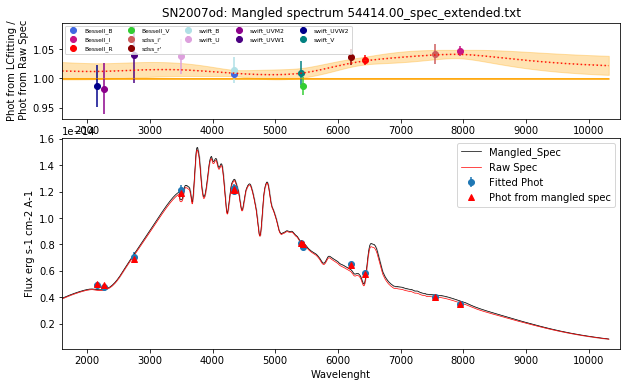 SN2007od: Mangled spectrum 54414.00_spec_extended.txt
Phot from LCfitting /
Phot from Raw Spec
1.05
1.00
0.95
Bessell_B
Bessell_V
swift_B
swift_UVM2
swift_UVW2
Bessell_I
sdss_i'
swift_U
swift_UVW1
swift_V
Bessell_R
sdss_r'
2000 3000 4000 5000 6000 7000 8000 9000 10000
1e−14
Flux erg s-1 cm-2 A-1
1.6
1.4
1.2
1.0
0.8
0.6
0.4
0.2
Mangled_Spec
Raw Spec
Fitted Phot
Phot from mangled spec
2000 3000 4000 5000 6000 7000 8000 9000 10000
Wavelenght